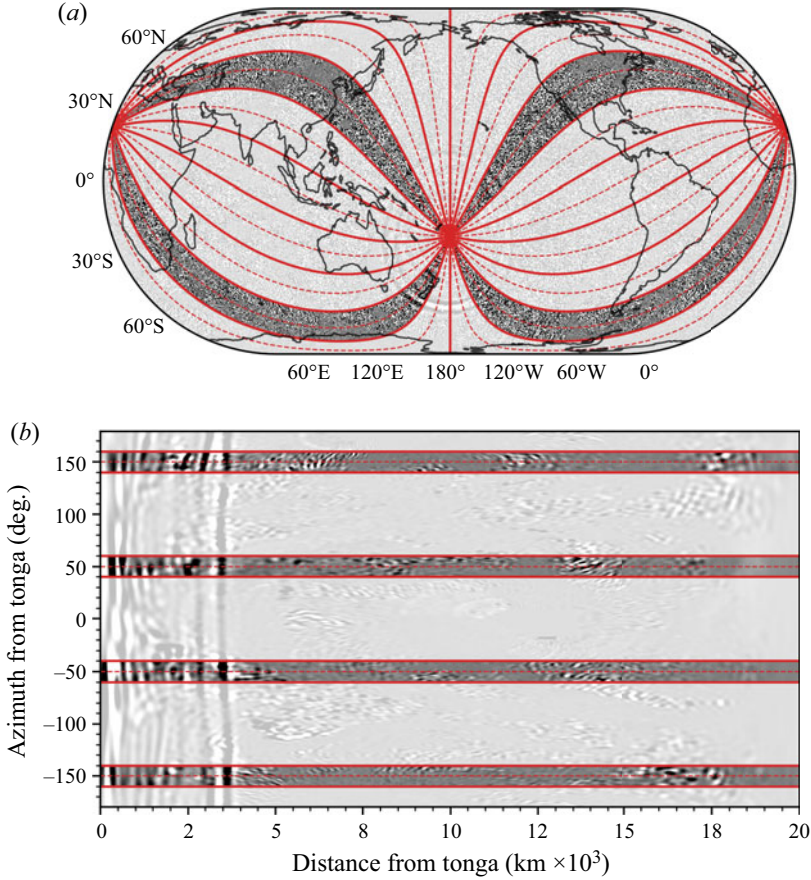 (a)
60°N
30°N
0°
30°S
60°S
60°E 120°E 180° 120°W 60°W 0°
(b)
Azimuth from tonga (deg.)
150
100
50
0
–50
–100
–150
0 2 5 8 10 12 15 18 20
Distance from tonga (km ×10³)